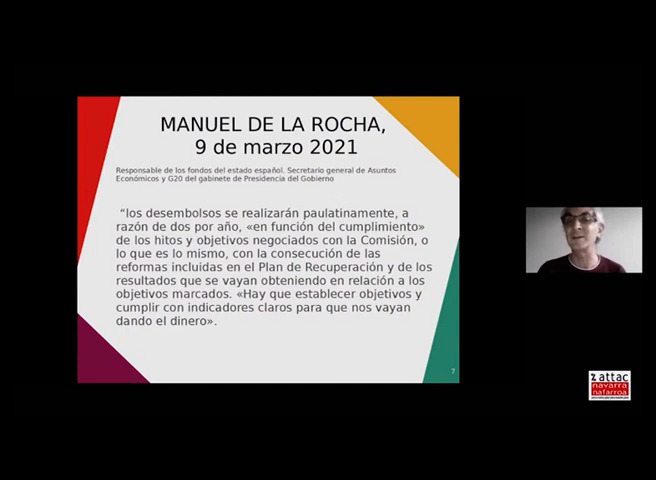 MANUEL DE LA ROCHA,
9 de marzo 2021
Responsable de los fondos del estado español. Secretario general de Asuntos
Económicos y G20 del gabinete de Presidencia del Gobierno
“los desembolsos se realizarán paulatinamente, a
razón de dos por año, «en función del cumplimiento»
de los hitos y objetivos negociados con la Comisión, o
lo que es lo mismo, con la consecución de las
reformas incluidas en el Plan de Recuperación y de los
resultados que se vayan obteniendo en relación a los
objetivos marcados. «Hay que establecer objetivos y
cumplir con indicadores claros para que nos vayan
dando el dinero».
7
attac
navarra
nafarroa